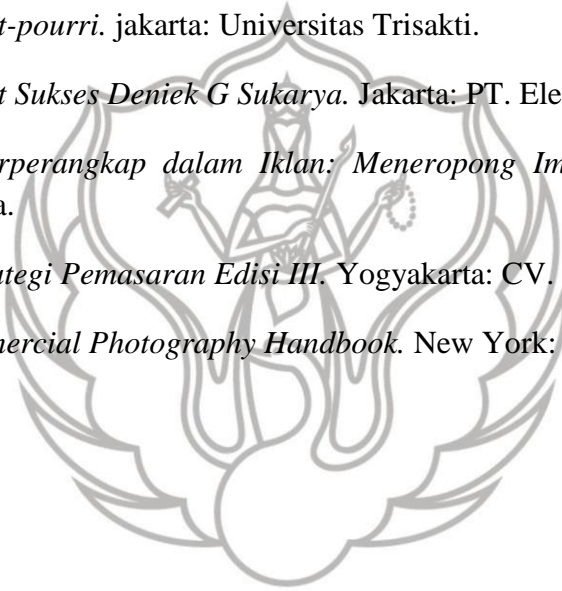 t-pourri. jakarta: Universitas Trisakti.
t Sukses Deniek G Sukarya. Jakarta: PT. Ele
rperangkap dalam Iklan: Meneropong Im
a.
tegi Pemasaran Edisi III. Yogyakarta: CV.
mercial Photography Handbook. New York: